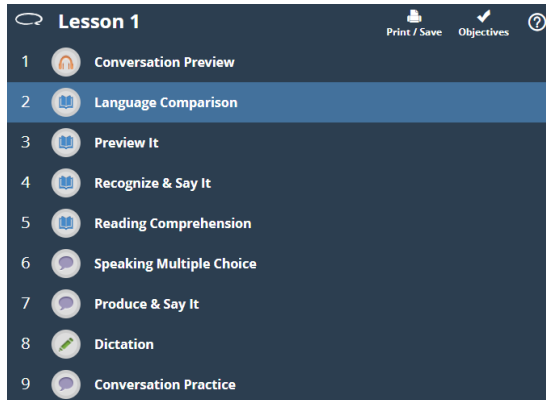 Lesson 1
Print / Save Objectives ?
1 Conversation Preview
2 Language Comparison
3 Preview It
4 Recognize & Say It
5 Reading Comprehension
6 Speaking Multiple Choice
7 Produce & Say It
8 Dictation
9 Conversation Practice